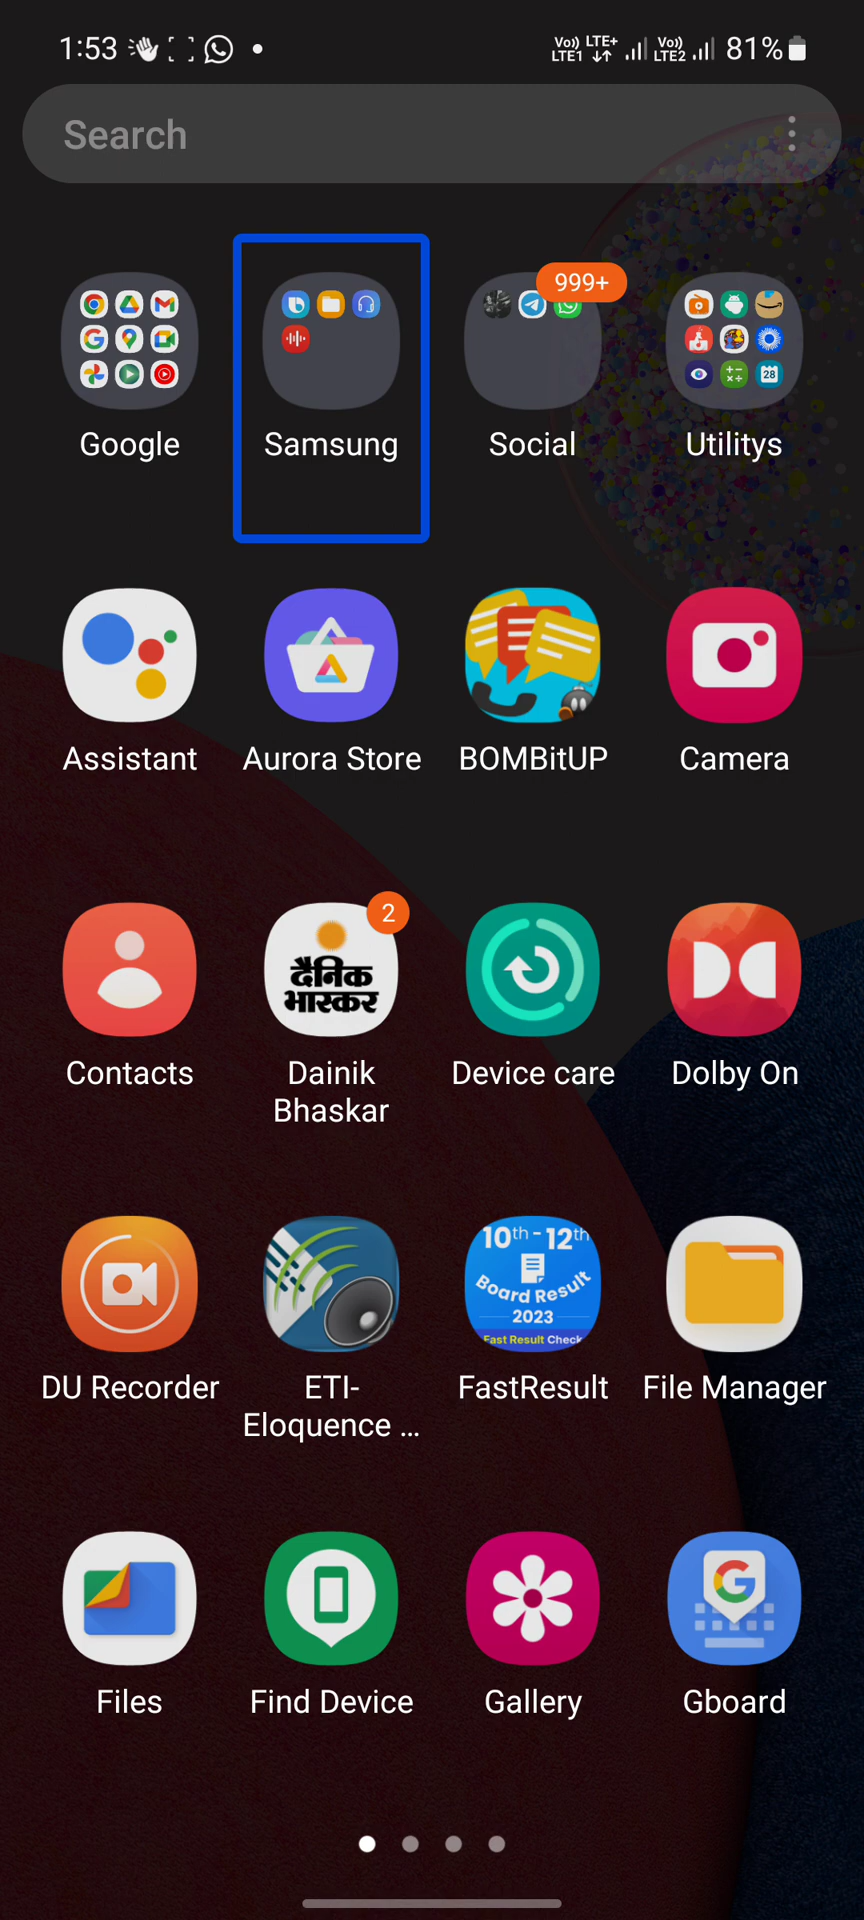 1:53
Vo)) LTE+ Vo)) 81%
LTE1 LTE2
Search
999+
28
Google Samsung Social Utilitys
Assistant Aurora Store BOMBitUP Camera
2
दैनिक
भास्कर
Contacts Dainik Device care Dolby On
Bhaskar
10th - 12th
Board Result
2023
Fast Result Check
DU Recorder ETI- FastResult File Manager
Eloquence ...
G
Files Find Device Gallery Gboard